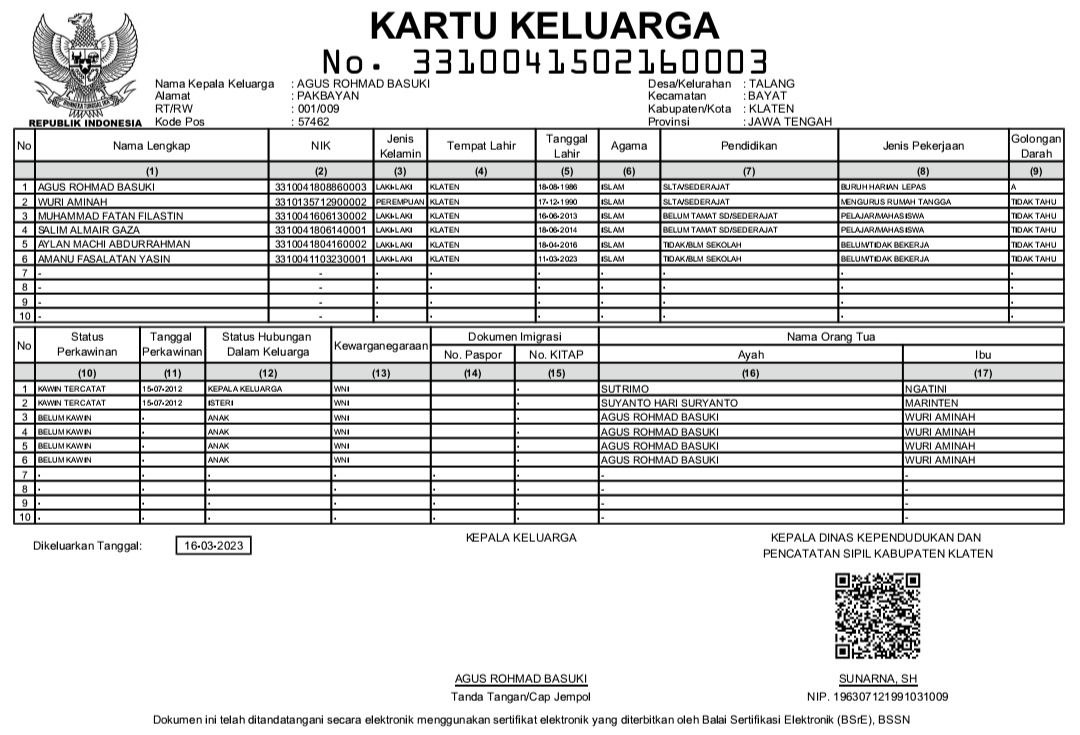 KARTU KELUARGA
No. 3310041502160003
Nama Kepala Keluarga : AGUS ROHMAD BASUKI Desa/Kelurahan : TALANG
Alamat : PAKBAYAN Kecamatan : BAYAT
RT/RW : 001/009 Kabupaten/Kota : KLATEN
REPUBLIK INDONESIA Kode Pos : 57462 Provinsi : JAWA TENGAH
No Nama Lengkap NIK Jenis Kelamin Tempat Lahir Tanggal Lahir Agama Pendidikan Jenis Pekerjaan Golongan Darah
(1) (2) (3) (4) (5) (6) (7) (8) (9)
1 AGUS ROHMAD BASUKI 3310041808860003 LAKI-LAKI KLATEN 18-08-1986 ISLAM SLTA/SEDERAJAT BURUH HARIAN LEPAS A
2 WURI AMINAH 3310135712900002 PEREMPUAN KLATEN 17-12-1990 ISLAM SLTA/SEDERAJAT MENGURUS RUMAH TANGGA TIDAK TAHU
3 MUHAMMAD FATAN FILASTIN 3310041606130002 LAKI-LAKI KLATEN 16-06-2013 ISLAM BELUM TAMAT SD/SEDERAJAT PELAJAR/MAHASISWA TIDAK TAHU
4 SALIM ALMAIR GAZA 3310041806140001 LAKI-LAKI KLATEN 18-06-2014 ISLAM BELUM TAMAT SD/SEDERAJAT PELAJAR/MAHASISWA TIDAK TAHU
5 AYLAN MACHI ABDURRAHMAN 3310041804160002 LAKI-LAKI KLATEN 18-04-2016 ISLAM TIDAK/BLM SEKOLAH BELUM/TIDAK BEKERJA TIDAK TAHU
6 AMANU FASALATAN YASIN 3310041103230001 LAKI-LAKI KLATEN 11-03-2023 ISLAM TIDAK/BLM SEKOLAH BELUM/TIDAK BEKERJA TIDAK TAHU
7 - - - - - - - - -
8 - - - - - - - - -
9 - - - - - - - - -
10 - - - - - - - - -
No Status Perkawinan Tanggal Perkawinan Status Hubungan Dalam Keluarga Kewarganegaraan Dokumen Imigrasi Nama Orang Tua
No. Paspor No. KITAP Ayah Ibu
(10) (11) (12) (13) (14) (15) (16) (17)
1 KAWIN TERCATAT 15-07-2012 KEPALA KELUARGA WNI - SUTRIMO NGATINI
2 KAWIN TERCATAT 15-07-2012 ISTERI WNI - SUYANTO HARI SURYANTO MARINTEN
3 BELUM KAWIN - ANAK WNI - AGUS ROHMAD BASUKI WURI AMINAH
4 BELUM KAWIN - ANAK WNI - AGUS ROHMAD BASUKI WURI AMINAH
5 BELUM KAWIN - ANAK WNI - AGUS ROHMAD BASUKI WURI AMINAH
6 BELUM KAWIN - ANAK WNI - AGUS ROHMAD BASUKI WURI AMINAH
7 - - - - - - - -
8 - - - - - - - -
9 - - - - - - - -
10 - - - - - - - -
Dikeluarkan Tanggal: 16-03-2023 KEPALA KELUARGA KEPALA DINAS KEPENDUDUKAN DAN
PENCATATAN SIPIL KABUPATEN KLATEN
AGUS ROHMAD BASUKI SUNARNA, SH
Tanda Tangan/Cap Jempol NIP. 196307121991031009
Dokumen ini telah ditandatangani secara elektronik menggunakan sertifikat elektronik yang diterbitkan oleh Balai Sertifikasi Elektronik (BSrE), BSSN